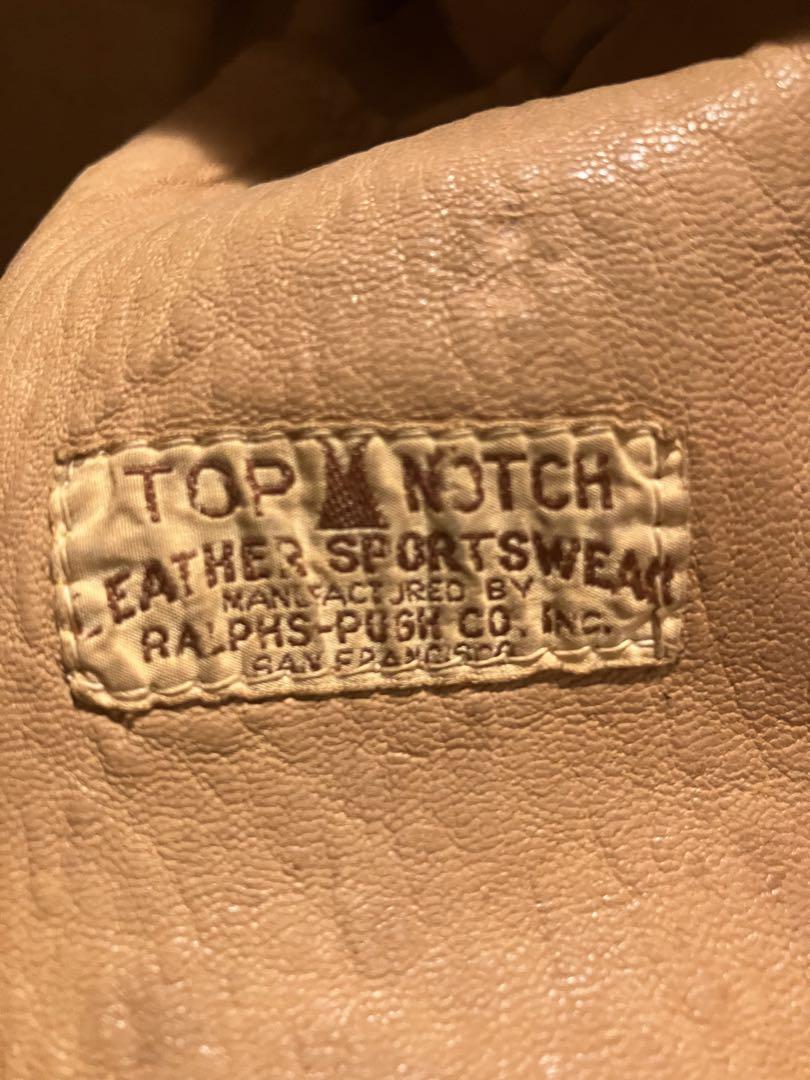 TOP NOTCH
LEATHER SPORTSWEAR
MANUFACTURED BY
RALPHS-PUGH CO. INC.
SAN FRANCISCO